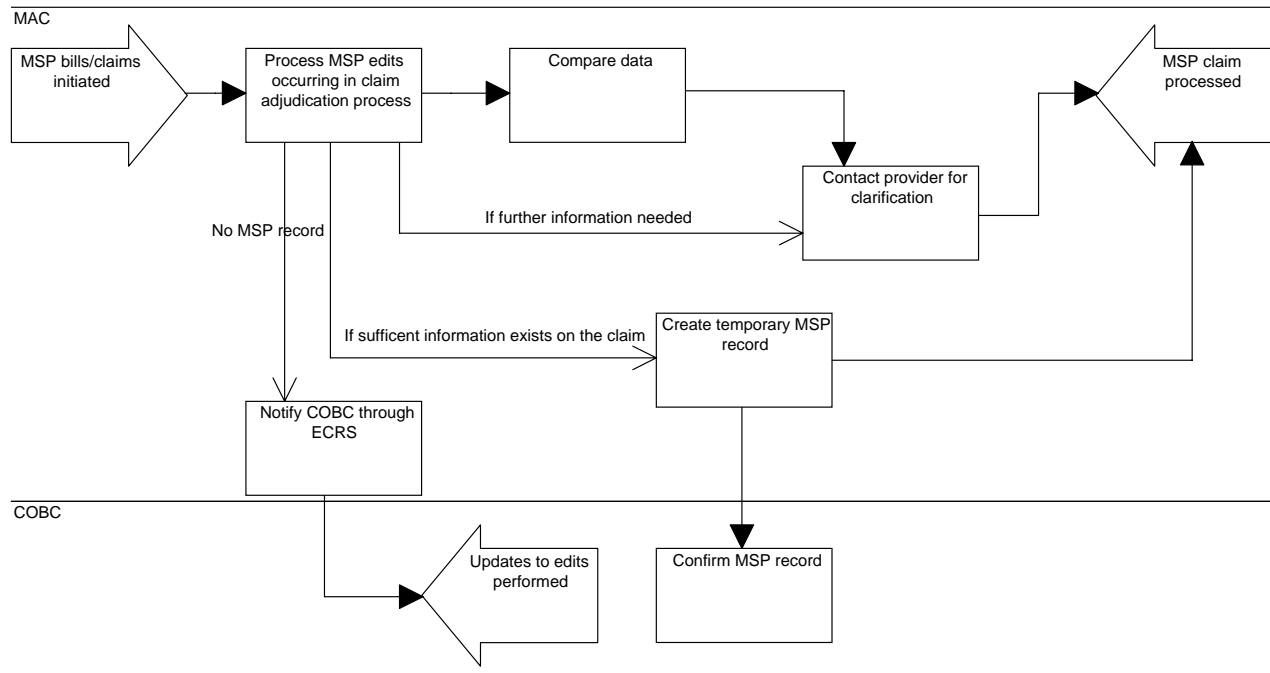 MAC
MSP bills/claims
initiated
Process MSP edits
occurring in claim
adjudication process
Compare data
MSP claim
processed
Contact provider for
clarification
If further information needed
No MSP record
If sufficent information exists on the claim
Create temporary MSP
record
Notify COBC through
ECRS
COBC
Updates to edits
performed
Confirm MSP record